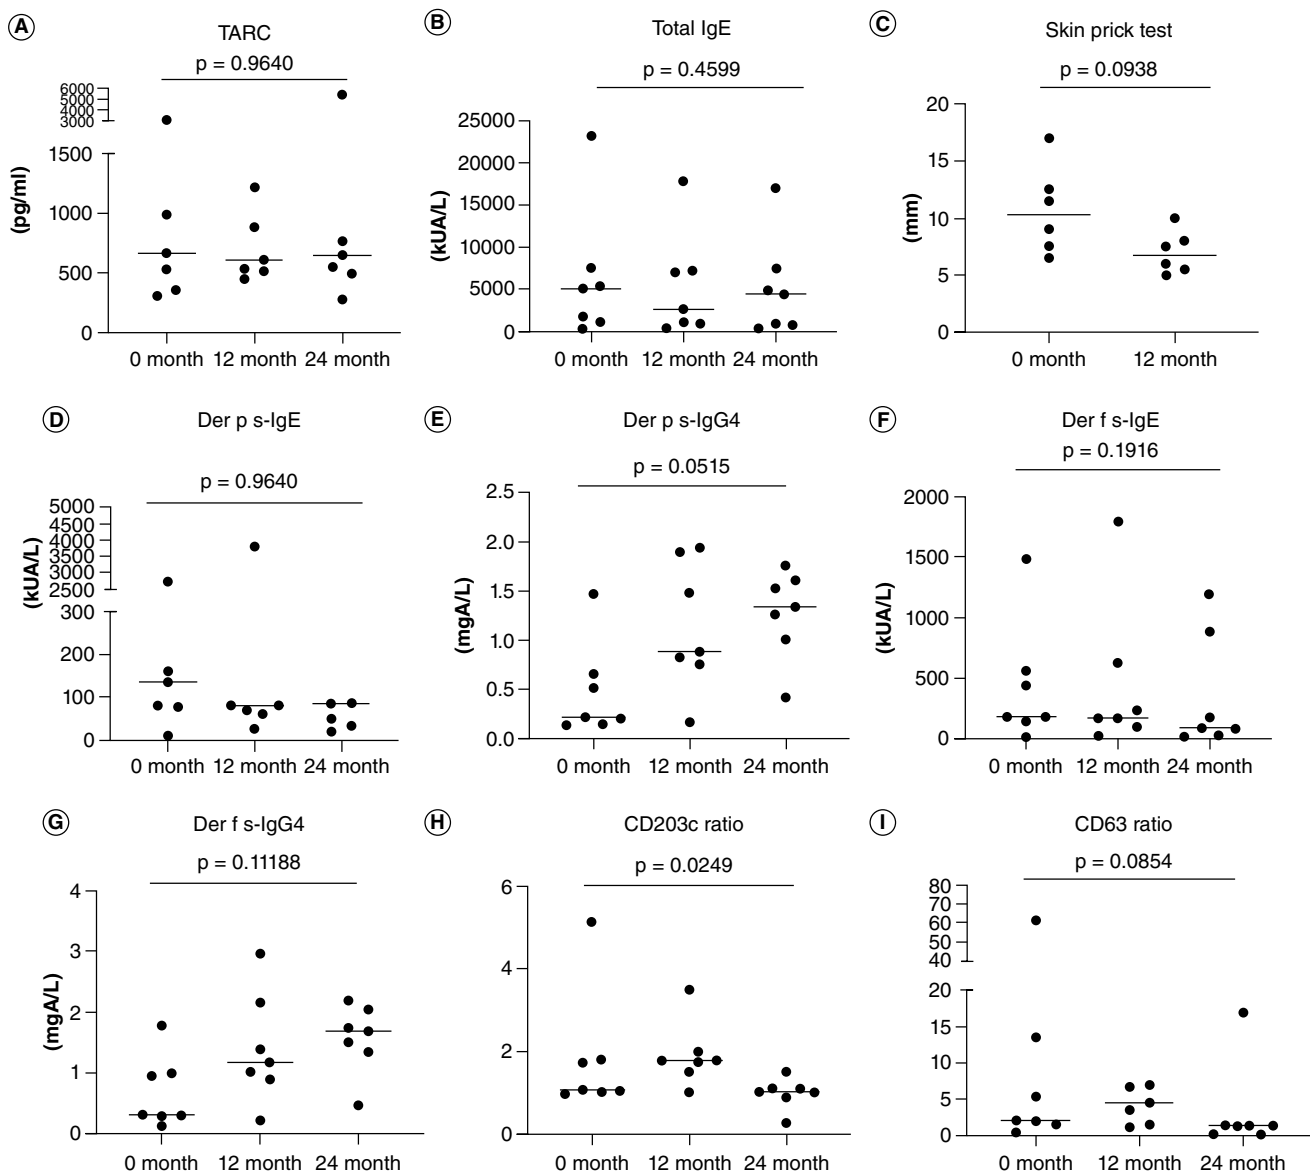 A
TARC
p = 0.9640
6000
5000
4000
3000
1500
1000
500
0
(pg/ml)
0 month 12 month 24 month
B
Total IgE
p = 0.4599
25000
20000
15000
10000
5000
0
(kUA/L)
0 month 12 month 24 month
C
Skin prick test
p = 0.0938
20
15
10
5
0
(mm)
0 month 12 month
D
Der p s-IgE
p = 0.9640
5000
4500
4000
3500
3000
2500
300
200
100
0
(kUA/L)
0 month 12 month 24 month
E
Der p s-IgG4
p = 0.0515
2.5
2.0
1.5
1.0
0.5
0.0
(mgA/L)
0 month 12 month 24 month
F
Der f s-IgE
p = 0.1916
2000
1500
1000
500
0
(kUA/L)
0 month 12 month 24 month
G
Der f s-IgG4
p = 0.11188
4
3
2
1
0
(mgA/L)
0 month 12 month 24 month
H
CD203c ratio
p = 0.0249
6
4
2
0
0 month 12 month 24 month
I
CD63 ratio
p = 0.0854
80
70
60
50
40
20
15
10
5
0
0 month 12 month 24 month